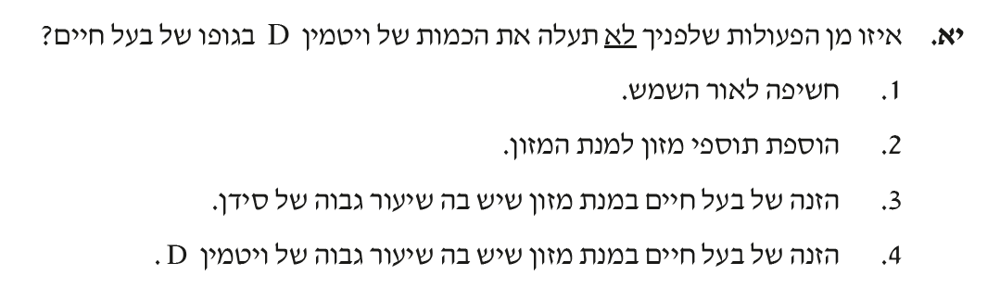 יא. איזו מן הפעולות שלפניך לא תעלה את הכמות של ויטמין D בגופו של בעל חיים?
1. חשיפה לאור השמש.
2. הוספת תוספי מזון למנת המזון.
3. הזנה של בעל חיים במנת מזון שיש בה שיעור גבוה של סידן.
4. הזנה של בעל חיים במנת מזון שיש בה שיעור גבוה של ויטמין D.